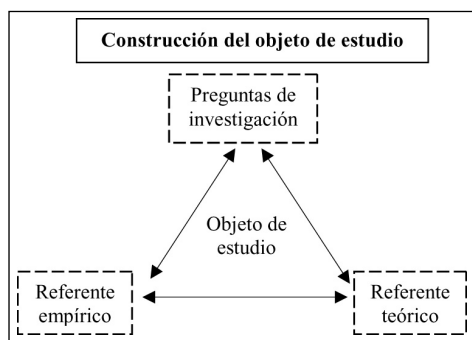 Construcción del objeto de estudio
Preguntas de
investigación
Objeto de
estudio
Referente
empírico
Referente
teórico